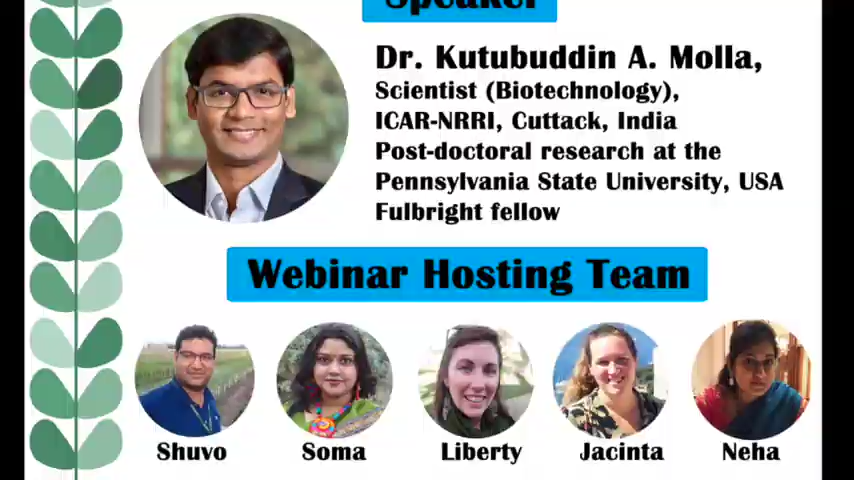 Speaker
Dr. Kutubuddin A. Molla,
Scientist (Biotechnology),
ICAR-NRRI, Cuttack, India
Post-doctoral research at the
Pennsylvania State University, USA
Fulbright fellow
Webinar Hosting Team
Shuvo Soma Liberty Jacinta Neha